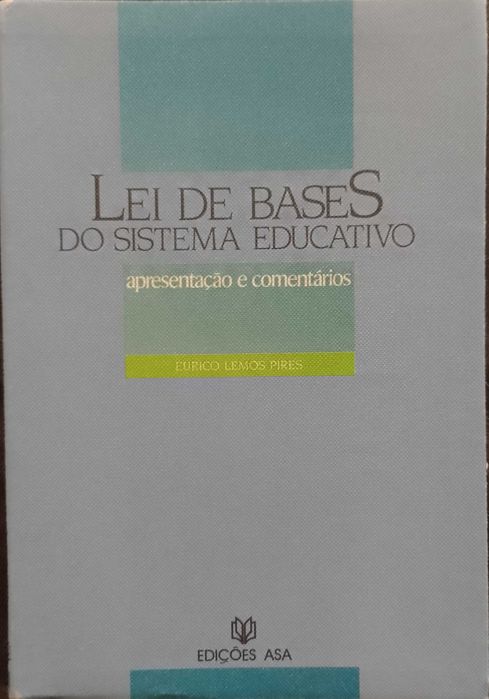 LEI DE BASES
DO SISTEMA EDUCATIVO
apresentação e comentários
EURICO LEMOS PIRES
EDIÇÕES ASA